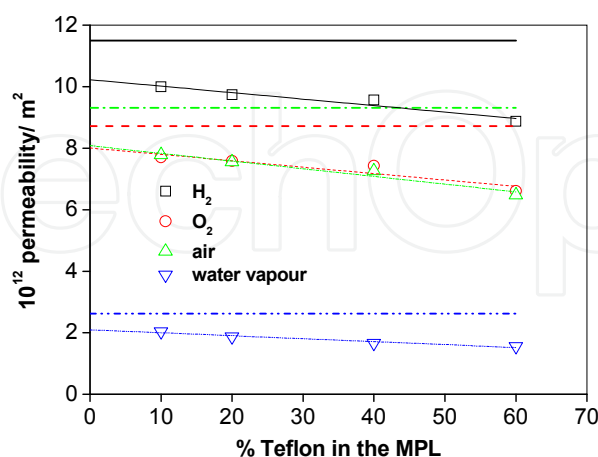 12
10
8
6
4
2
0
10¹² permeability/ m²
H₂
O₂
air
water vapour
0 10 20 30 40 50 60 70
% Teflon in the MPL